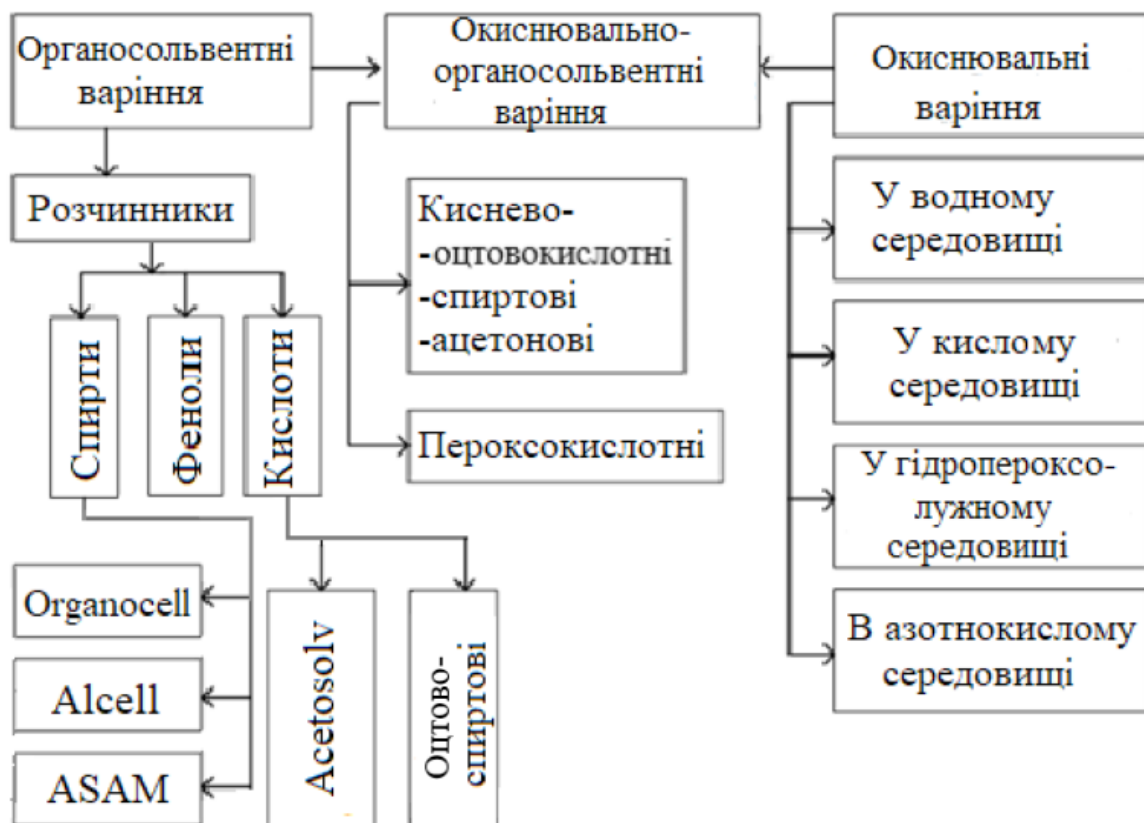 Органосольвентні
варіння
Окиснювально-
органосольвентні
варіння
Окиснювальні
варіння
Розчинники
Спирти
Феноли
Кислоти
Organocell
Alcell
ASAM
Acetosolv
Оцтово-
спиртові
Киснево-
-оцтовокислотні
-спиртові
-ацетонові
Пероксокислотні
У водному
середовищі
У кислому
середовищі
У гідропероксо-
лужному
середовищі
В азотнокислому
середовищі